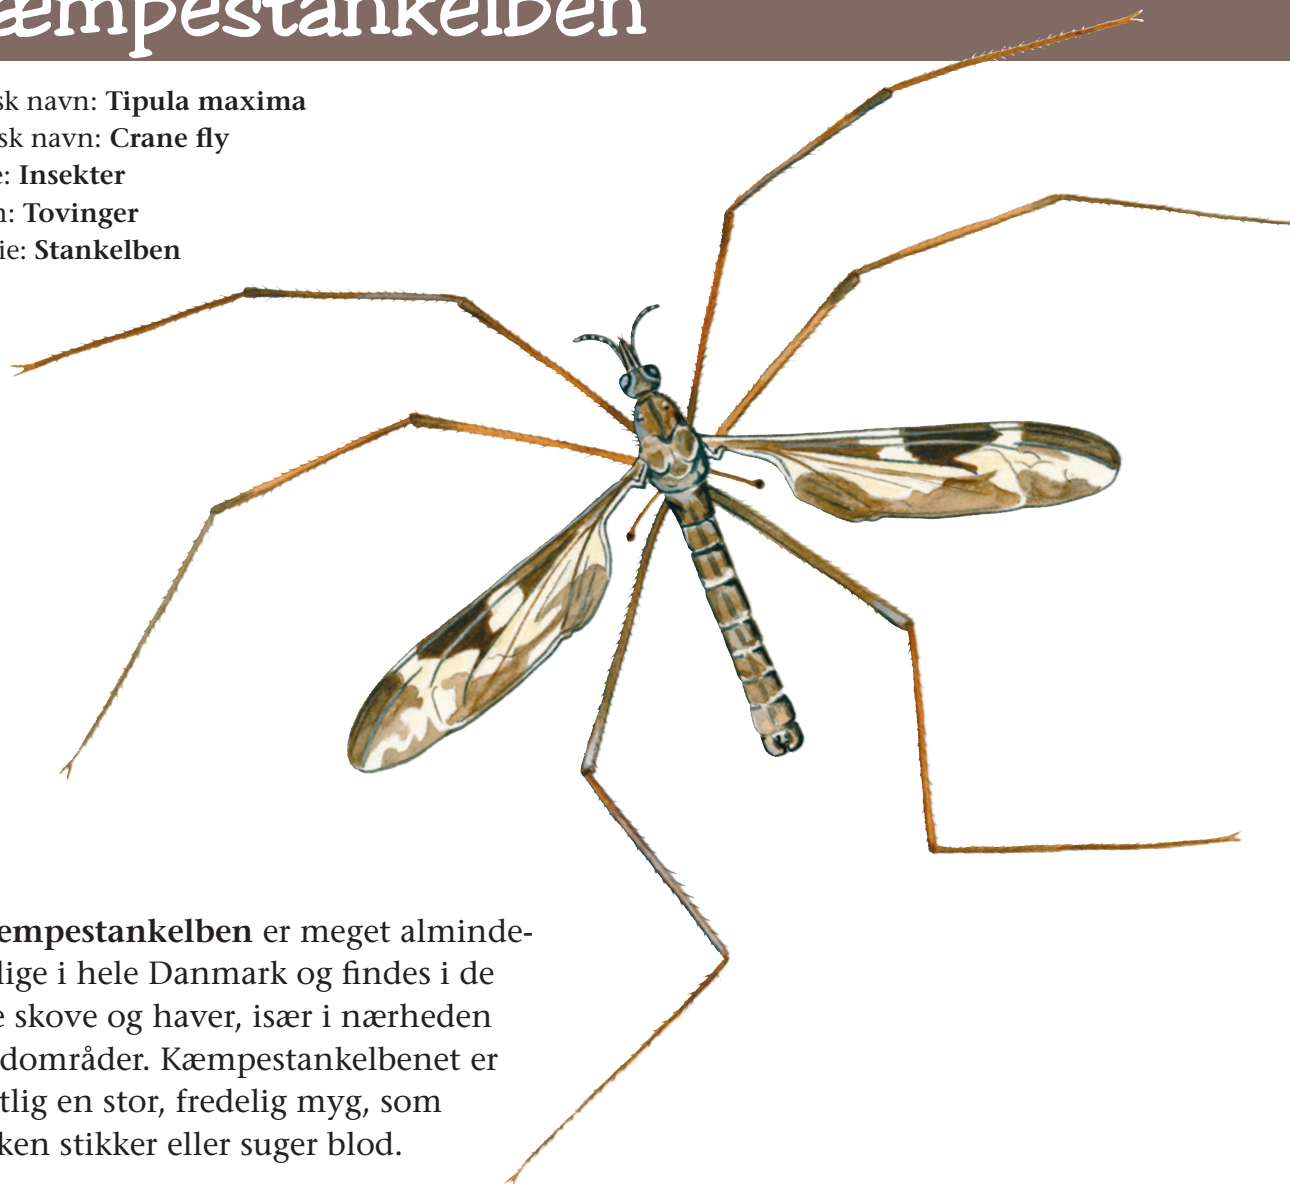 æmpestankelben
sk navn: Tipula maxima
sk navn: Crane fly
e: Insekter
n: Tovinger
ie: Stankelben
empestankelben er meget alminde-
lige i hele Danmark og findes i de
e skove og haver, især i nærheden
dområder. Kæmpestankelbenet er
tlig en stor, fredelig myg, som
ken stikker eller suger blod.